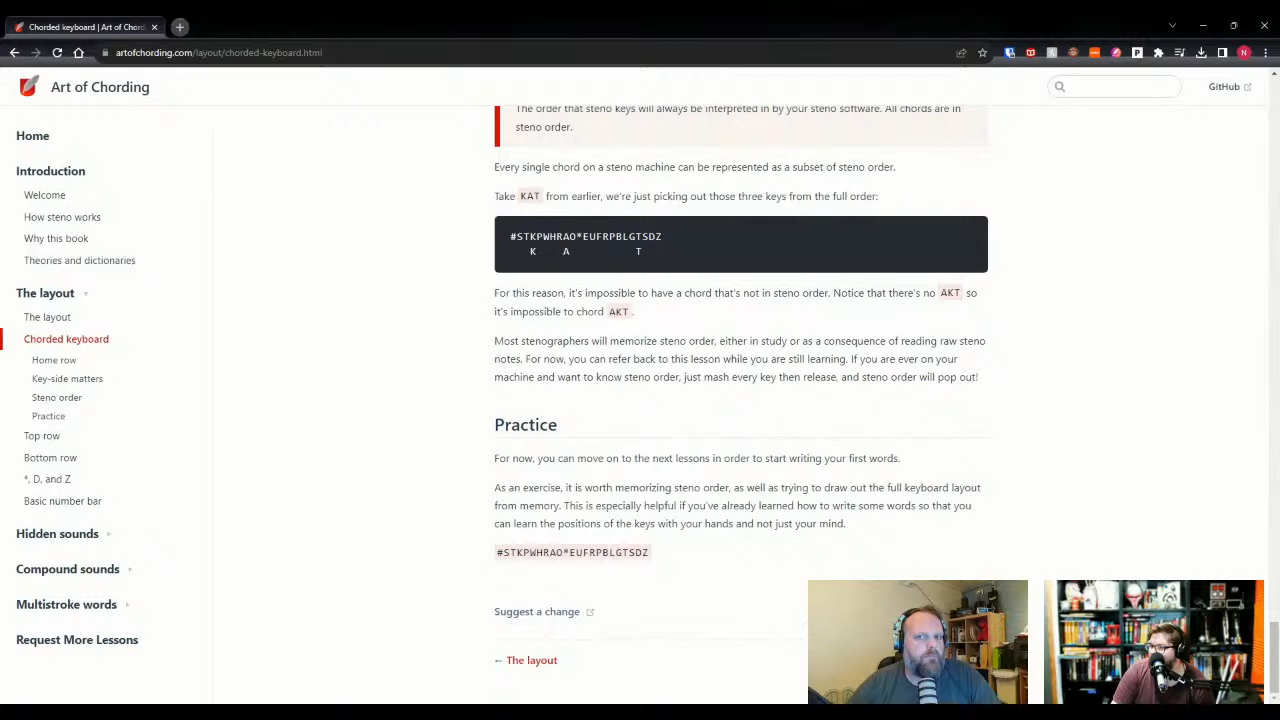 Chorded keyboard | Art of Chord
artofchording.com/layout/chorded-keyboard.html
Art of Chording
GitHub
Home
Introduction
Welcome
How steno works
Why this book
Theories and dictionaries
The layout
The layout
Chorded keyboard
Home row
Key-side matters
Steno order
Practice
Top row
Bottom row
*, D, and Z
Basic number bar
Hidden sounds
Compound sounds
Multistroke words
Request More Lessons
The order that steno keys will always be interpreted in by your steno software. All chords are in
steno order.
Every single chord on a steno machine can be represented as a subset of steno order.
Take KAT from earlier, we're just picking out those three keys from the full order:
#STKPWHRAO*EUFRPBLGTSDZ
K A T
For this reason, it's impossible to have a chord that's not in steno order. Notice that there's no AKT so
it's impossible to chord AKT.
Most stenographers will memorize steno order, either in study or as a consequence of reading raw steno
notes. For now, you can refer back to this lesson while you are still learning. If you are ever on your
machine and want to know steno order, just mash every key then release, and steno order will pop out!
Practice
For now, you can move on to the next lessons in order to start writing your first words.
As an exercise, it is worth memorizing steno order, as well as trying to draw out the full keyboard layout
from memory. This is especially helpful if you've already learned how to write some words so that you
can learn the positions of the keys with your hands and not just your mind.
#STKPWHRAO*EUFRPBLGTSDZ
Suggest a change
← The layout